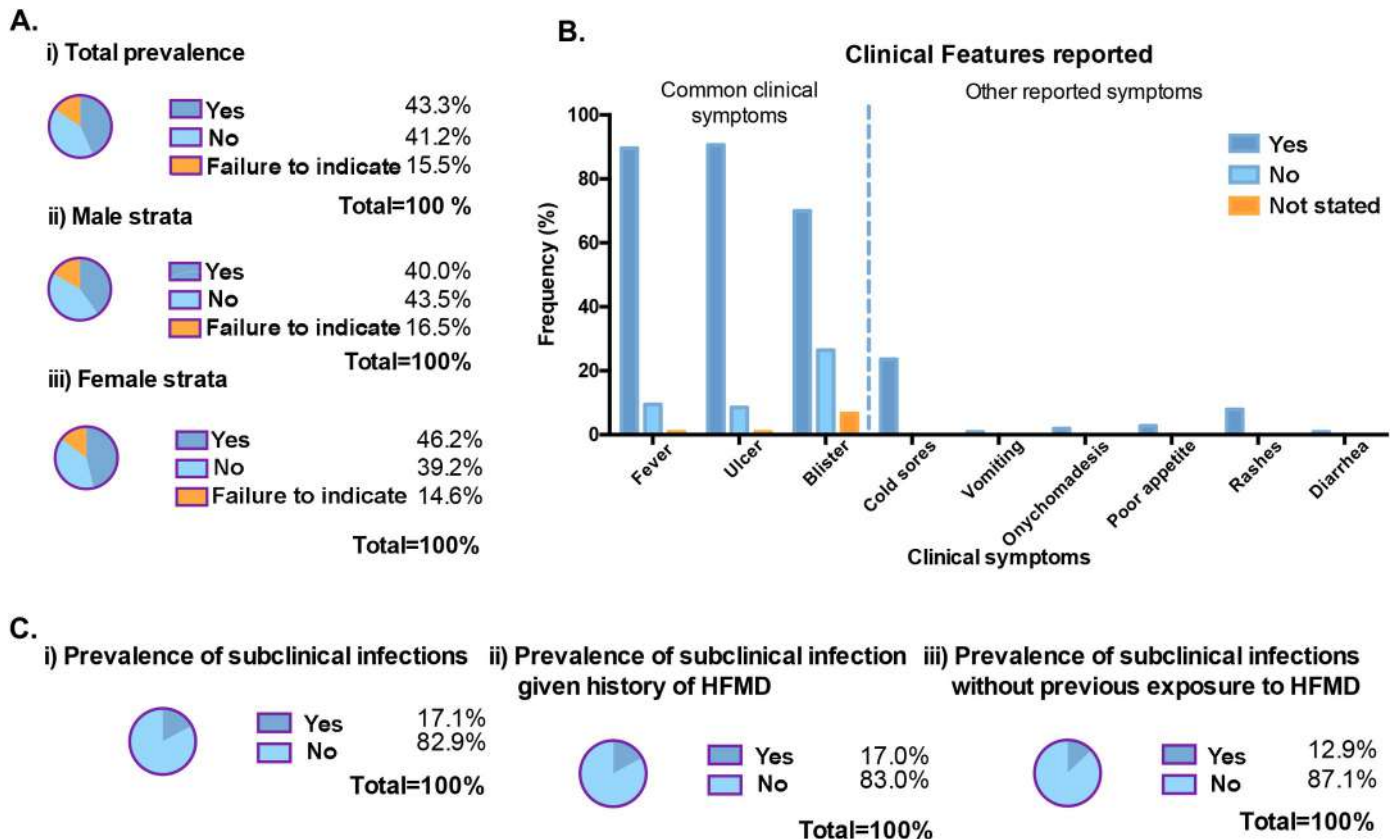 A.
i) Total prevalence
Yes 43.3%
No 41.2%
Failure to indicate 15.5%
Total=100 %
ii) Male strata
Yes 40.0%
No 43.5%
Failure to indicate 16.5%
Total=100%
iii) Female strata
Yes 46.2%
No 39.2%
Failure to indicate 14.6%
Total=100%
B.
Clinical Features reported
Common clinical
symptoms
Other reported symptoms
Yes
No
Not stated
Frequency (%)
100
80
60
40
20
0
Fever
Ulcer
Blister
Cold sores
Vomiting
Onychomadesis
Poor appetite
Rashes
Diarrhea
Clinical symptoms
C.
i) Prevalence of subclinical infections
Yes 17.1%
No 82.9%
Total=100%
ii) Prevalence of subclinical infection
given history of HFMD
Yes 17.0%
No 83.0%
Total=100%
iii) Prevalence of subclinical infections
without previous exposure to HFMD
Yes 12.9%
No 87.1%
Total=100%